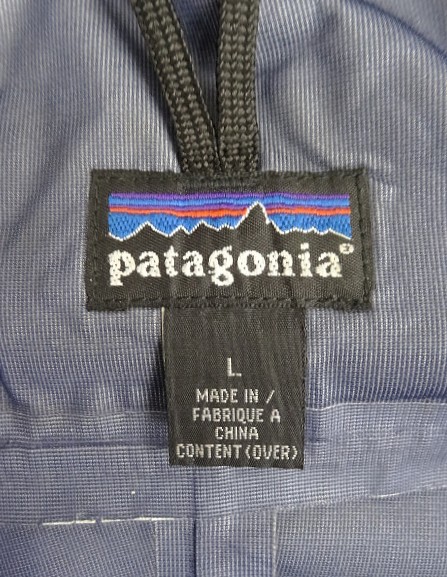 patagonia®
L
MADE IN /
FABRIQUE A
CHINA
CONTENT (OVER)